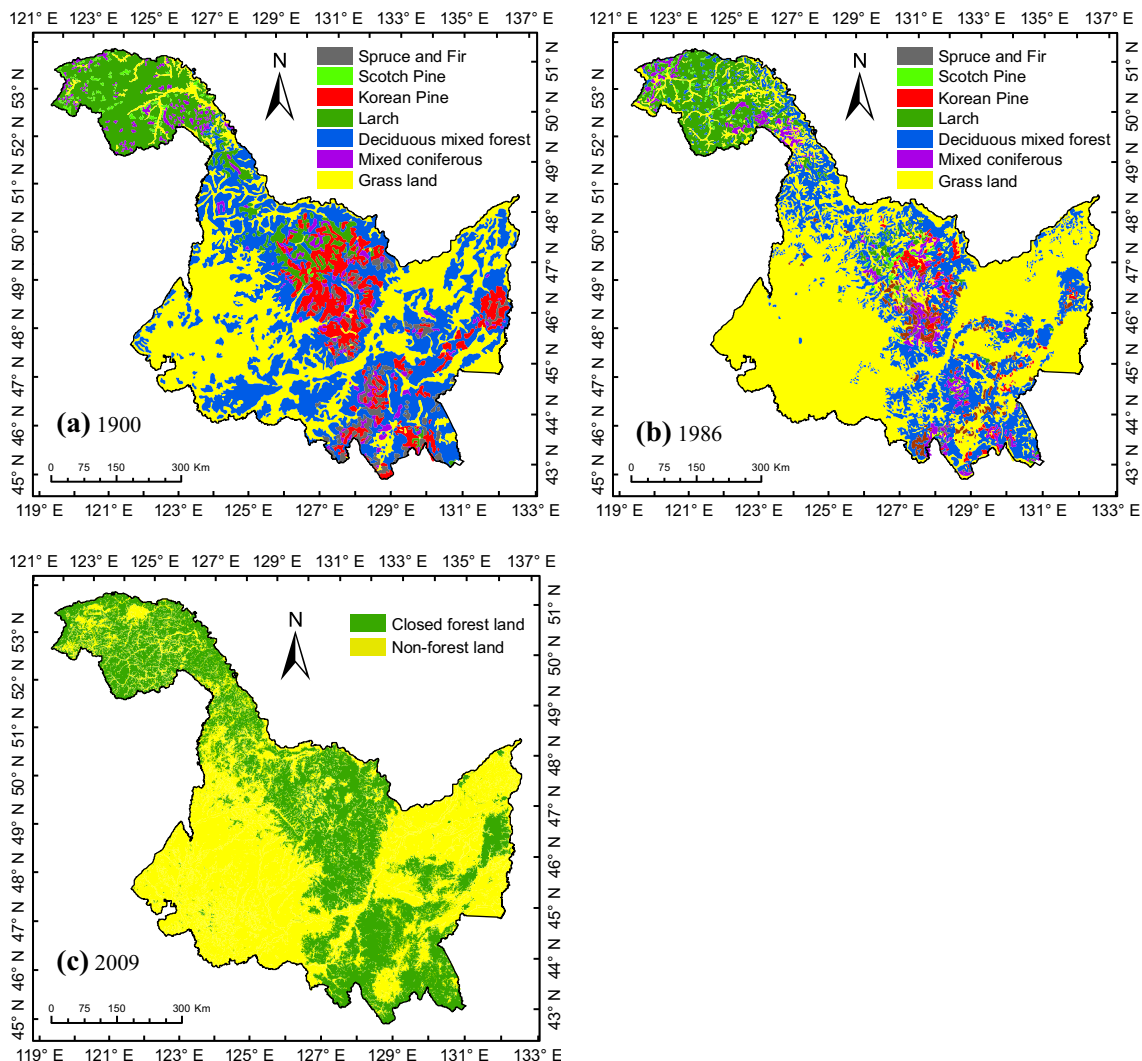 121° E 123° E 125° E 127° E 129° E 131° E 133° E 135° E 137° E
53° N
52° N
51° N
50° N
49° N
48° N
47° N
46° N
45° N
N
Spruce and Fir
Scotch Pine
Korean Pine
Larch
Deciduous mixed forest
Mixed coniferous
Grass land
51° N
50° N
49° N
48° N
47° N
46° N
45° N
44° N
43° N
(a) 1900
0 75 150 300 Km
119° E 121° E 123° E 125° E 127° E 129° E 131° E 133° E
121° E 123° E 125° E 127° E 129° E 131° E 133° E 135° E 137° E
53° N
52° N
51° N
50° N
49° N
48° N
47° N
46° N
45° N
N
Spruce and Fir
Scotch Pine
Korean Pine
Larch
Deciduous mixed forest
Mixed coniferous
Grass land
51° N
50° N
49° N
48° N
47° N
46° N
45° N
44° N
43° N
(b) 1986
0 75 150 300 Km
119° E 121° E 123° E 125° E 127° E 129° E 131° E 133° E
121° E 123° E 125° E 127° E 129° E 131° E 133° E 135° E 137° E
53° N
52° N
51° N
50° N
49° N
48° N
47° N
46° N
45° N
N
Closed forest land
Non-forest land
51° N
50° N
49° N
48° N
47° N
46° N
45° N
44° N
43° N
(c) 2009
0 75 150 300 Km
119° E 121° E 123° E 125° E 127° E 129° E 131° E 133° E